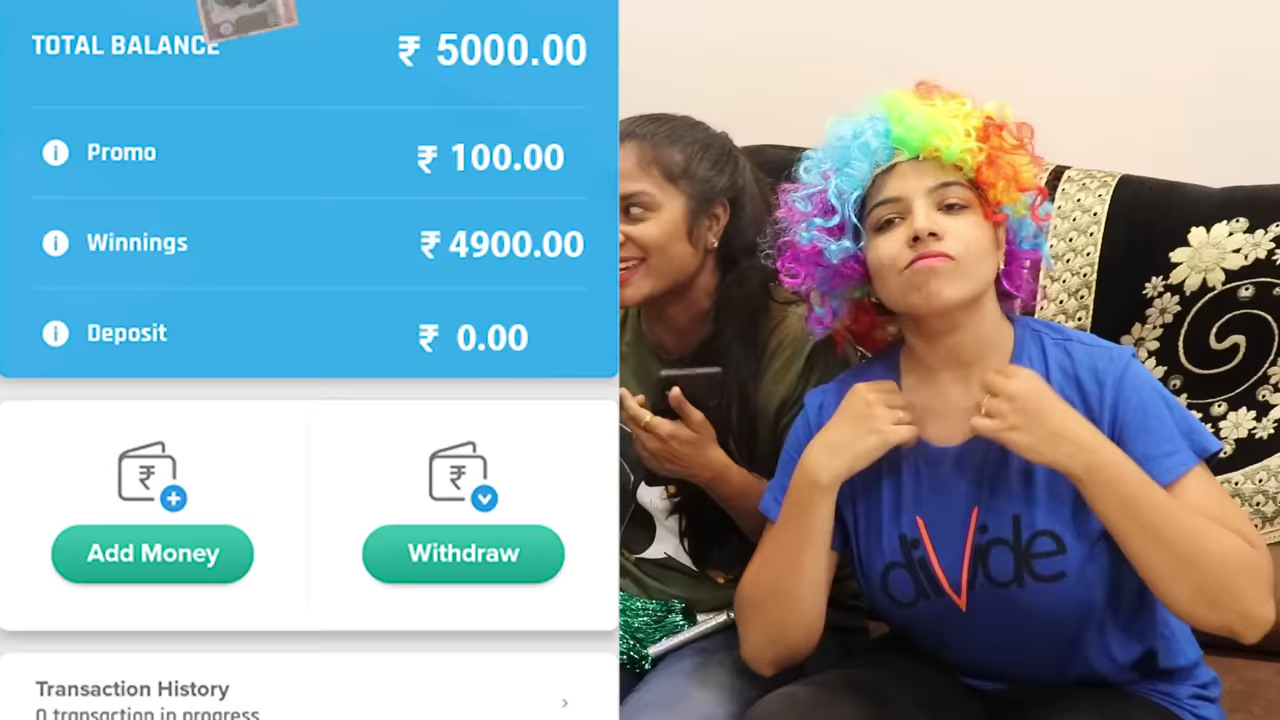 TOTAL BALANCE ₹ 5000.00
Promo ₹ 100.00
Winnings ₹ 4900.00
Deposit ₹ 0.00
Add Money Withdraw
Transaction History
0 transaction in progress
diVide